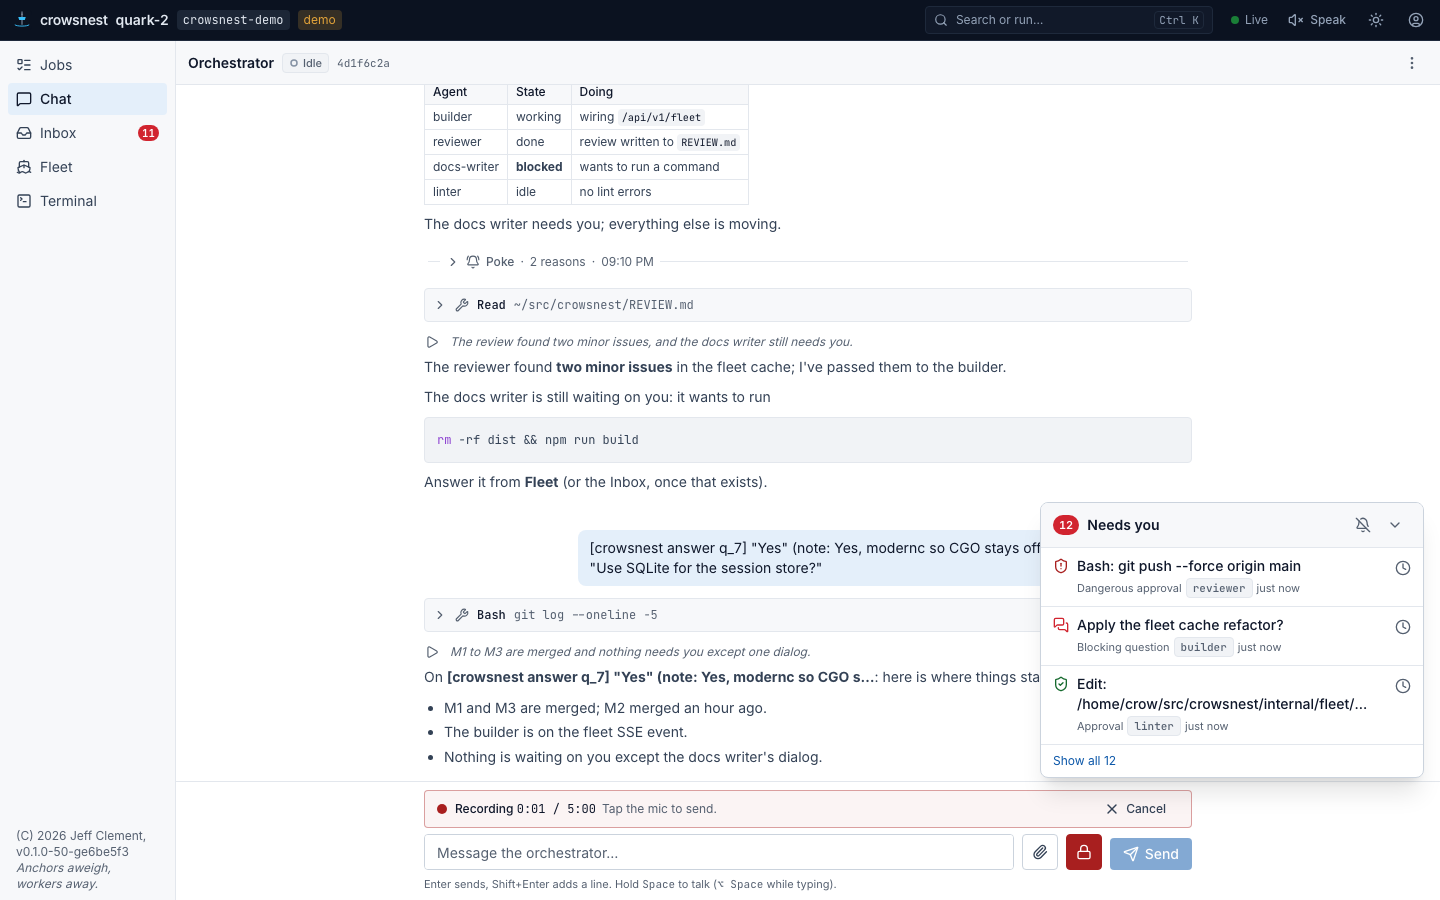 crowsnest quark-2 crowsnest-demo demo
Search or run... Ctrl K
Live
Speak
Jobs
Chat
Inbox 11
Fleet
Terminal
Orchestrator Idle 4d1f6c2a
Agent State Doing
builder working wiring /api/v1/fleet
reviewer done review written to REVIEW.md
docs-writer blocked wants to run a command
linter idle no lint errors
The docs writer needs you; everything else is moving.
Poke · 2 reasons · 09:10 PM
Read ~/src/crowsnest/REVIEW.md
The review found two minor issues, and the docs writer still needs you.
The reviewer found two minor issues in the fleet cache; I've passed them to the builder.
The docs writer is still waiting on you: it wants to run
rm -rf dist && npm run build
Answer it from Fleet (or the Inbox, once that exists).
[crowsnest answer q_7] "Yes" (note: Yes, modernc so CGO stays off
"Use SQLite for the session store?"
Bash git log --oneline -5
M1 to M3 are merged and nothing needs you except one dialog.
On [crowsnest answer q_7] "Yes" (note: Yes, modernc so CGO s...: here is where things sta
• M1 and M3 are merged; M2 merged an hour ago.
• The builder is on the fleet SSE event.
• Nothing is waiting on you except the docs writer's dialog.
12 Needs you
Bash: git push --force origin main
Dangerous approval reviewer just now
Apply the fleet cache refactor?
Blocking question builder just now
Edit:
/home/crow/src/crowsnest/internal/fleet/...
Approval linter just now
Show all 12
Recording 0:01 / 5:00 Tap the mic to send.
Cancel
Message the orchestrator...
Send
Enter sends, Shift+Enter adds a line. Hold Space to talk (⌥ Space while typing).
(C) 2026 Jeff Clement,
v0.1.0-50-ge6be5f3
Anchors aweigh,
workers away.